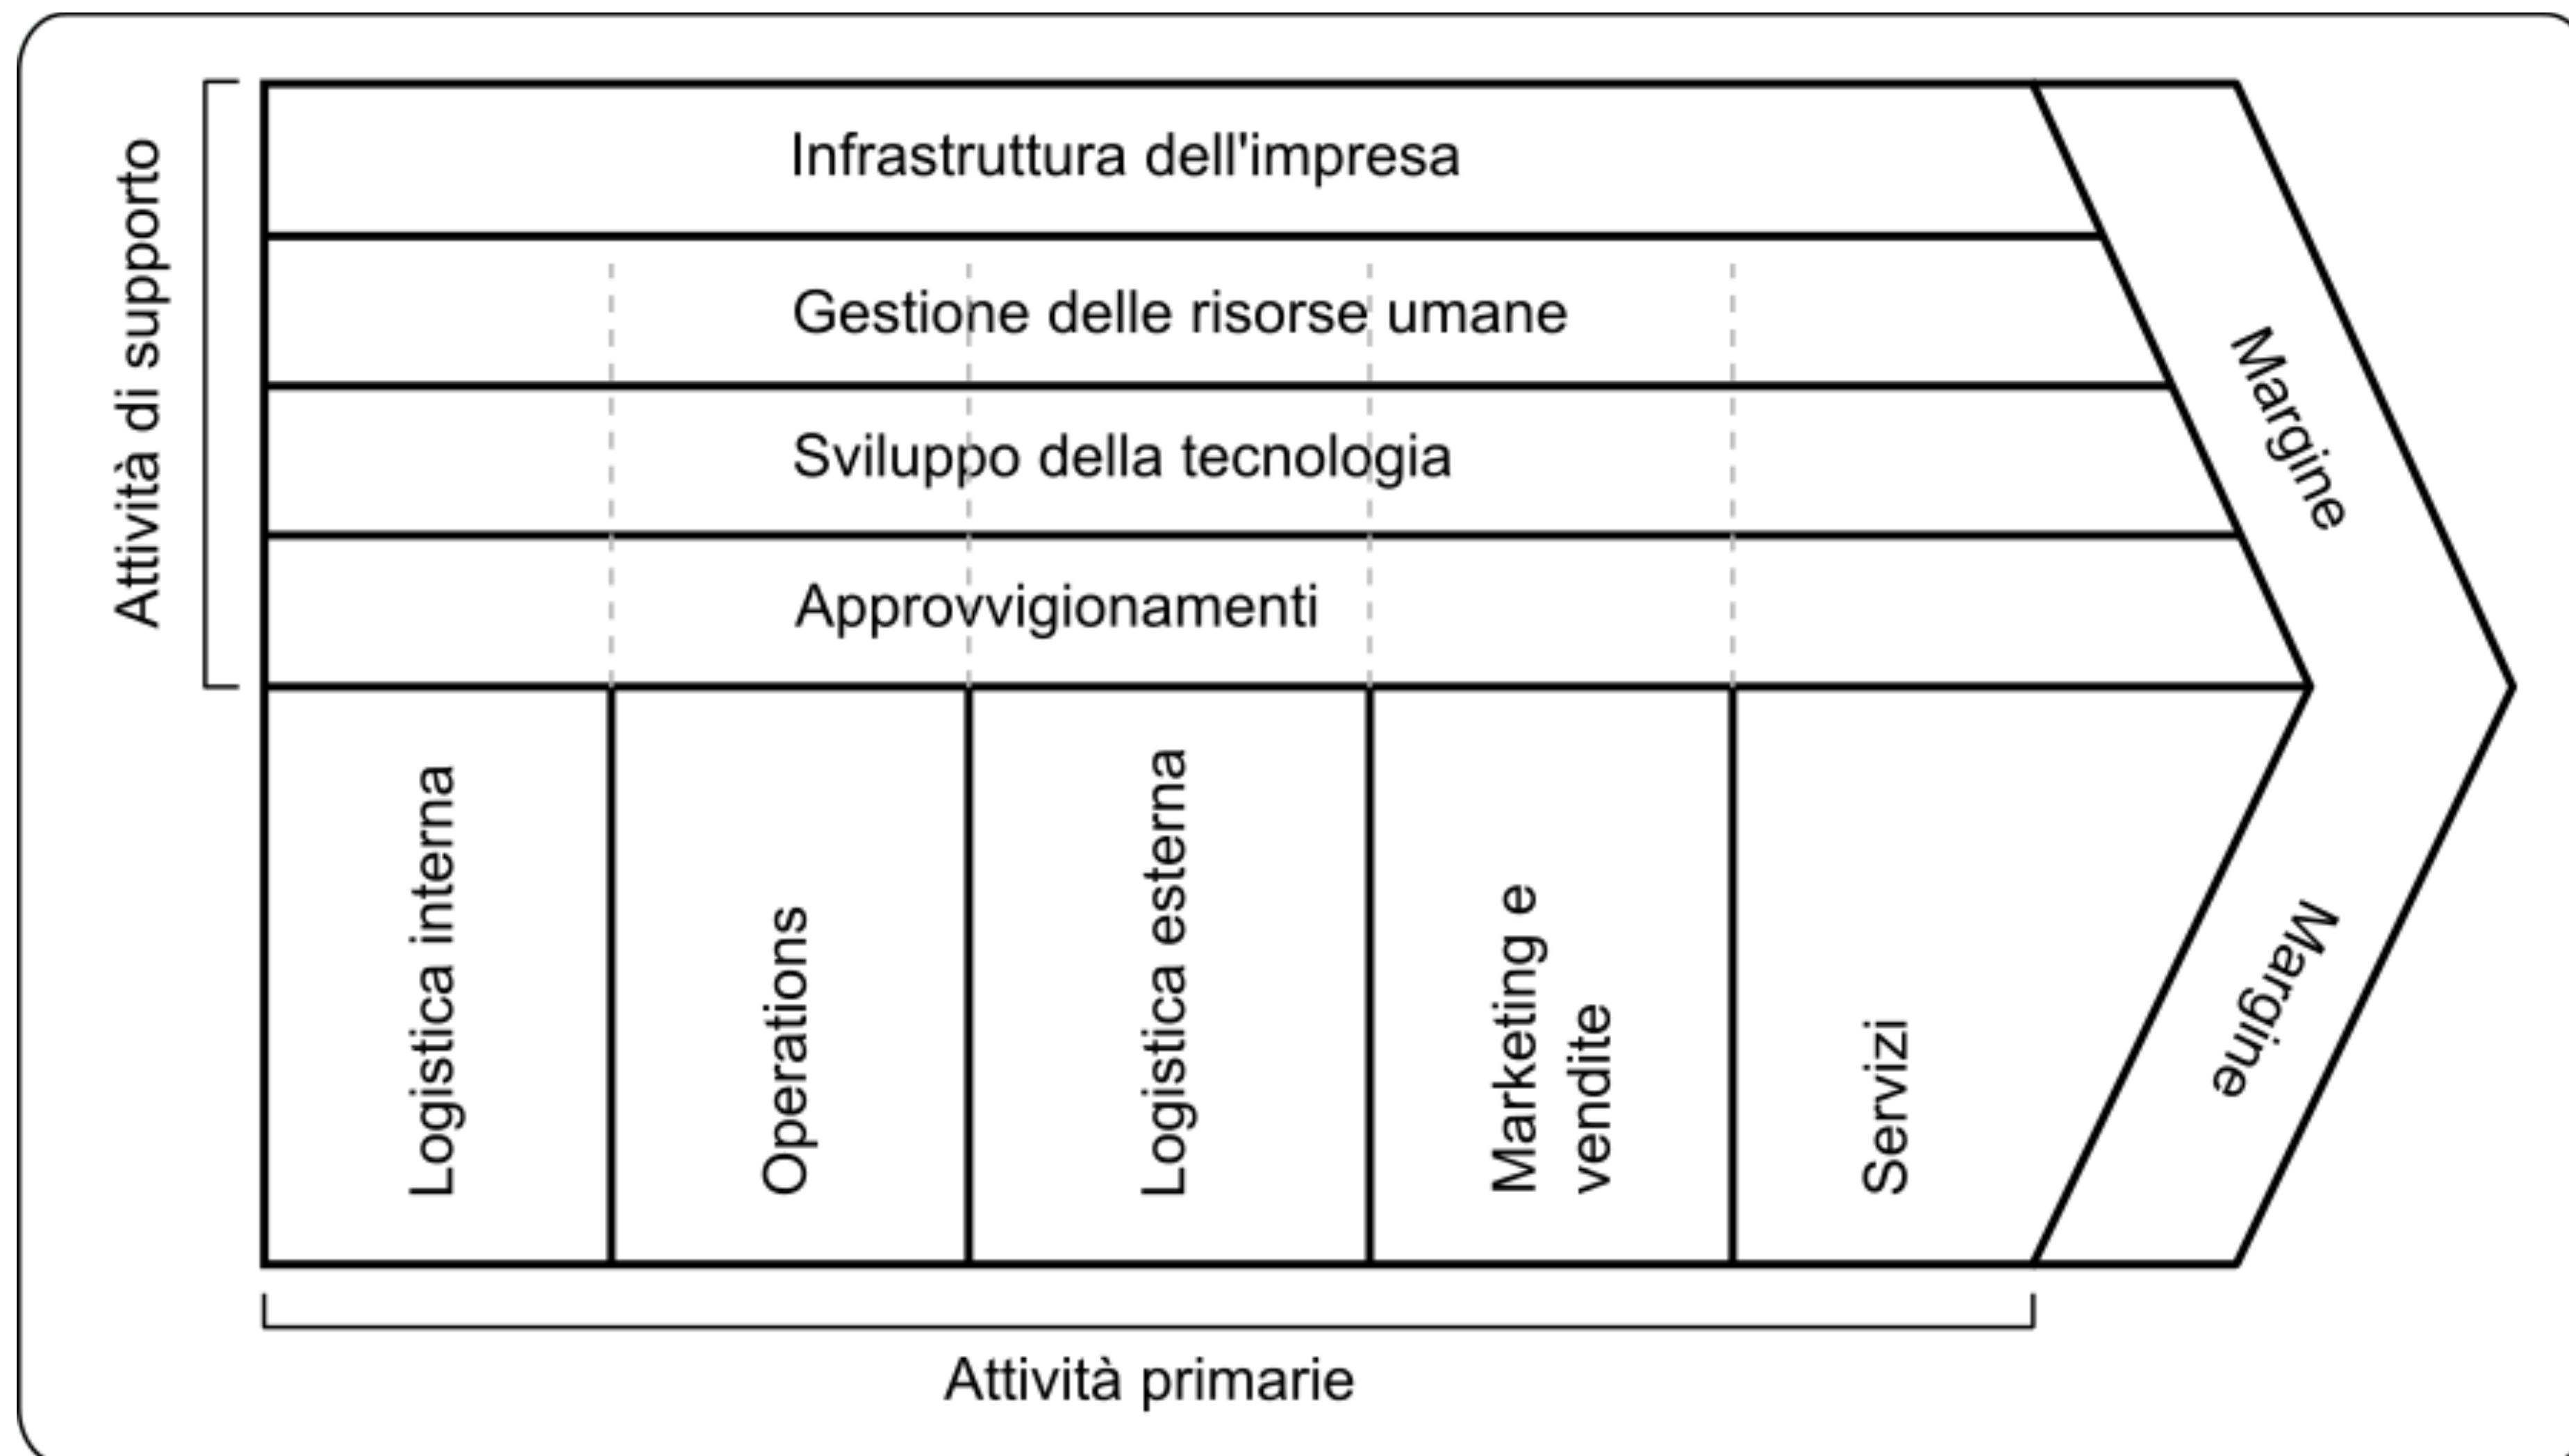 Attività di supporto
Infrastruttura dell'impresa
Gestione delle risorse umane
Sviluppo della tecnologia
Approvvigionamenti
Margine
Logistica interna
Operations
Logistica esterna
Marketing e
vendite
Servizi
Margine
Attività primarie